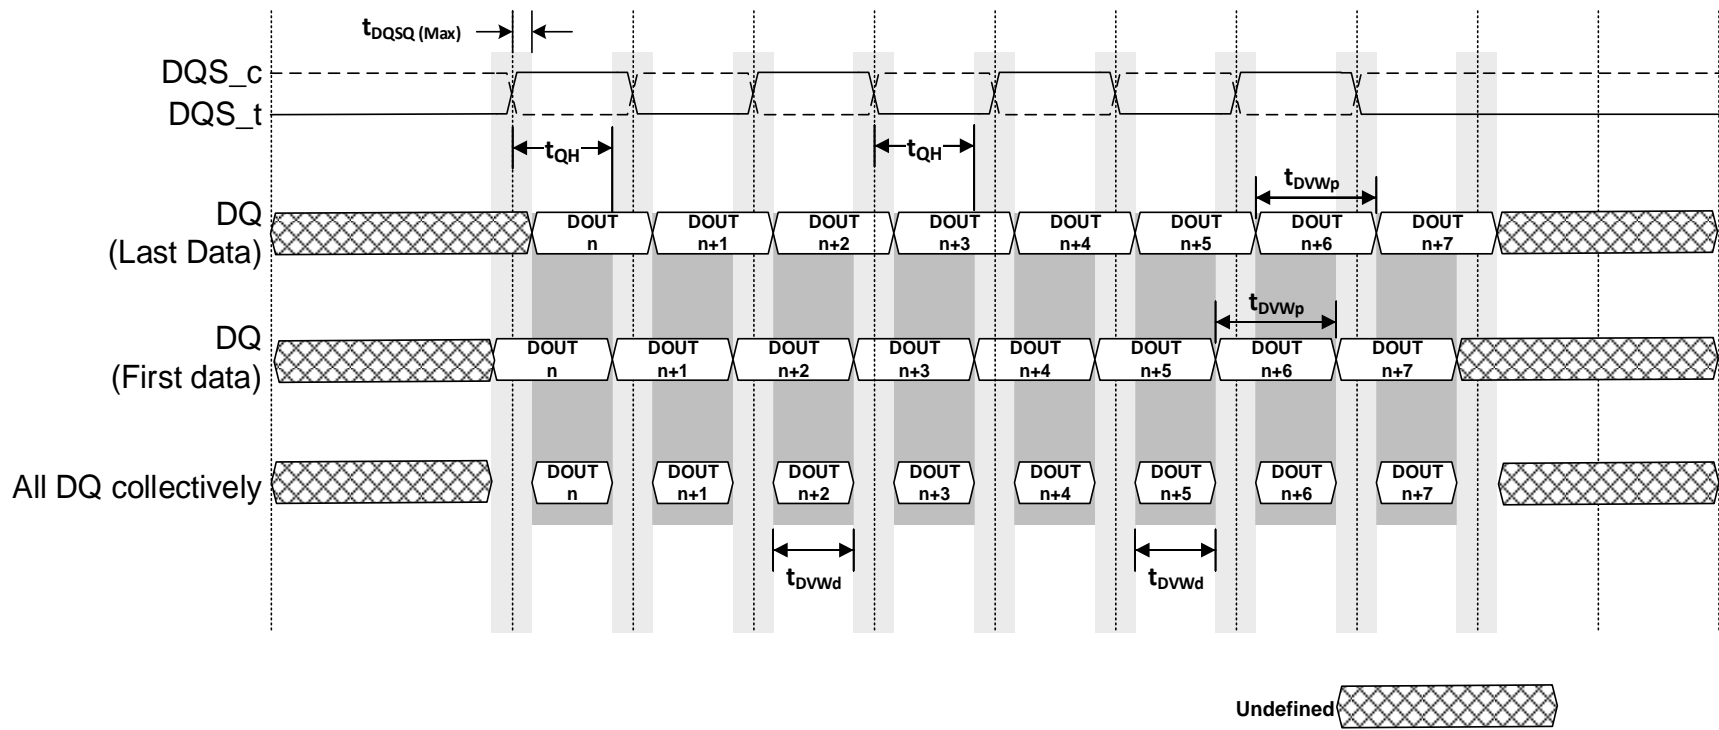 tDQSQ (Max)
DQS_c
DQS_t
tQH
tQH
tDVWp
DQ
(Last Data)
DOUT n
DOUT n+1
DOUT n+2
DOUT n+3
DOUT n+4
DOUT n+5
DOUT n+6
DOUT n+7
tDVWp
DQ
(First data)
DOUT n
DOUT n+1
DOUT n+2
DOUT n+3
DOUT n+4
DOUT n+5
DOUT n+6
DOUT n+7
All DQ collectively
DOUT n
DOUT n+1
DOUT n+2
DOUT n+3
DOUT n+4
DOUT n+5
DOUT n+6
DOUT n+7
tDVWd
tDVWd
Undefined